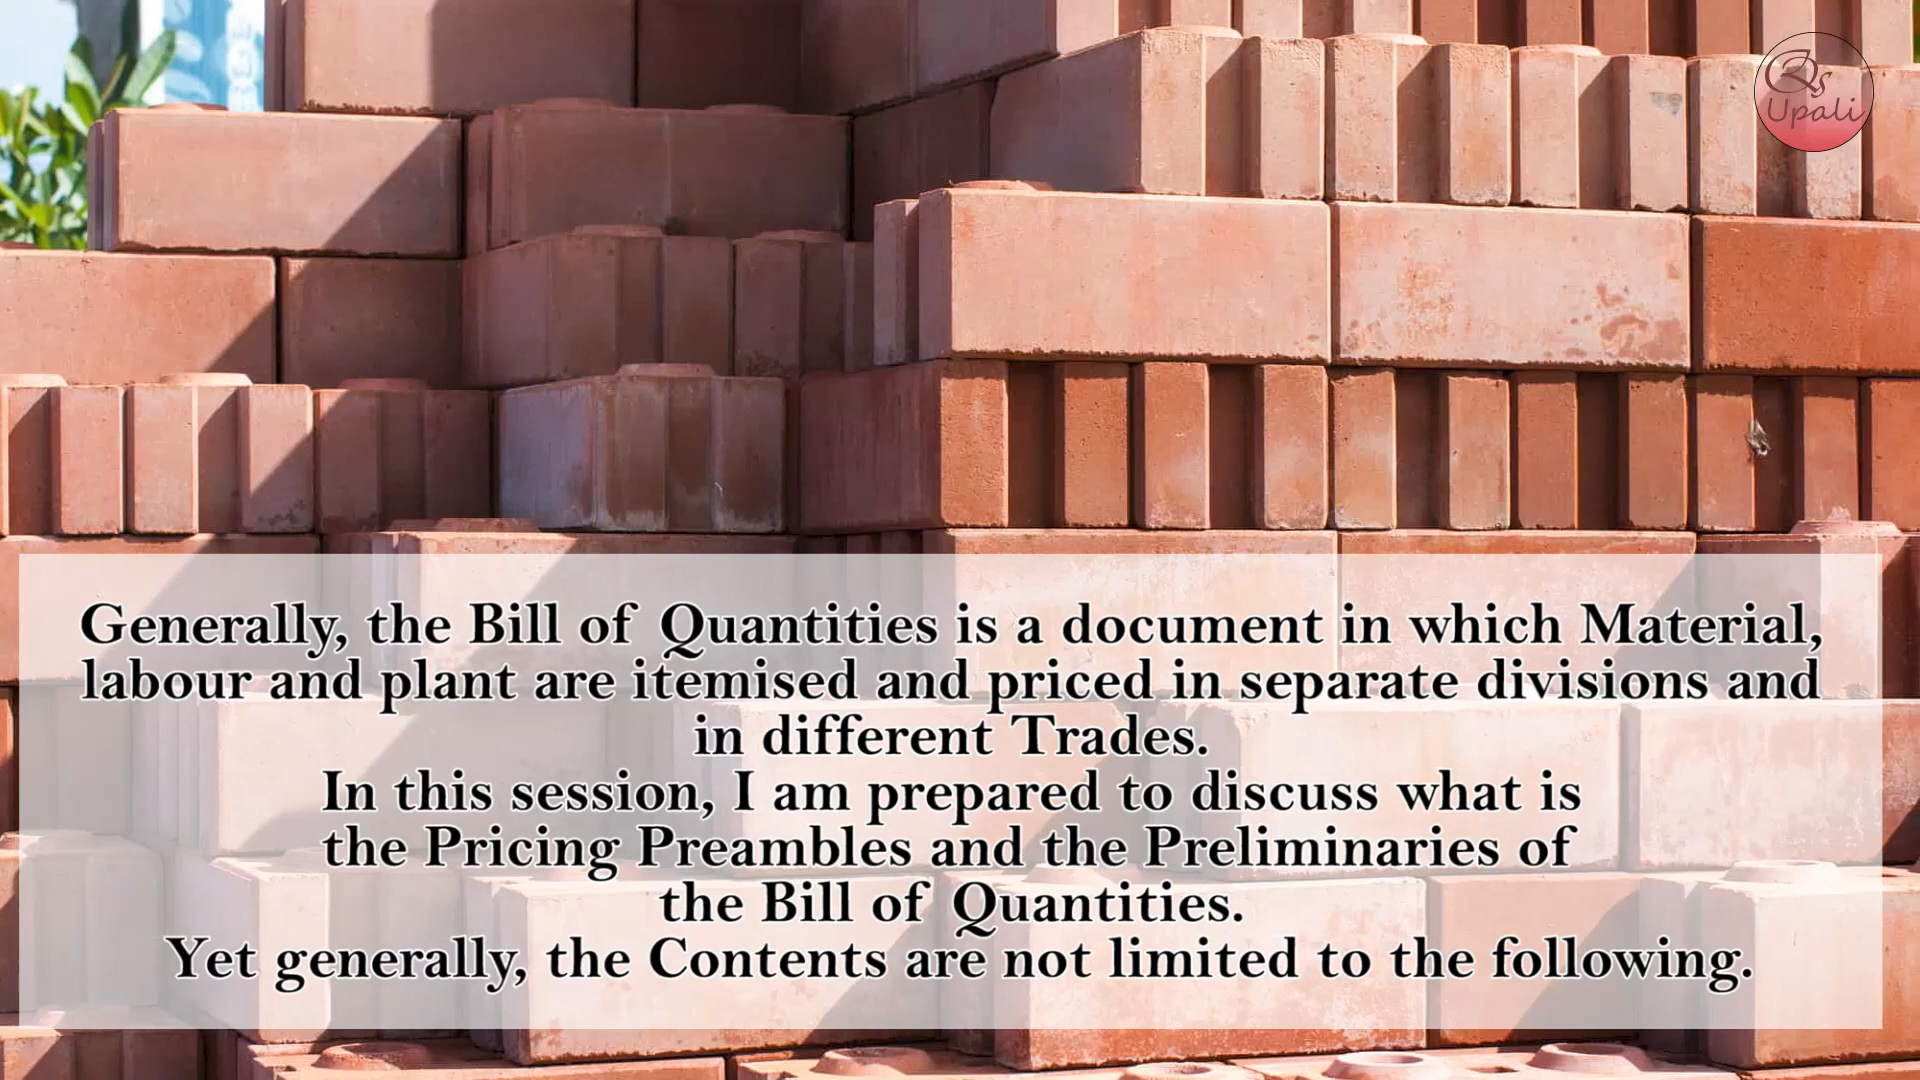 Qs
Upali
Generally, the Bill of Quantities is a document in which Material,
labour and plant are itemised and priced in separate divisions and
in different Trades.
In this session, I am prepared to discuss what is
the Pricing Preambles and the Preliminaries of
the Bill of Quantities.
Yet generally, the Contents are not limited to the following.